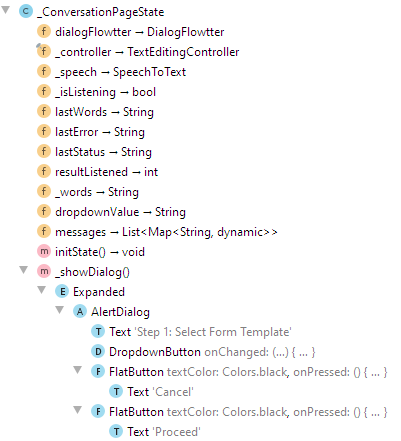 C _ConversationPageState
f dialogFlowtter → DialogFlowtter
f _controller → TextEditingController
f _speech → SpeechToText
f _isListening → bool
f lastWords → String
f lastError → String
f lastStatus → String
f resultListened → int
f _words → String
f dropdownValue → String
f messages → List<Map<String, dynamic>>
m initState() → void
m _showDialog()
E Expanded
A AlertDialog
T Text 'Step 1: Select Form Template'
D DropdownButton onChanged: (...) { ... }
F FlatButton textColor: Colors.black, onPressed: () { ... }
T Text 'Cancel'
F FlatButton textColor: Colors.black, onPressed: () { ... }
T Text 'Proceed'